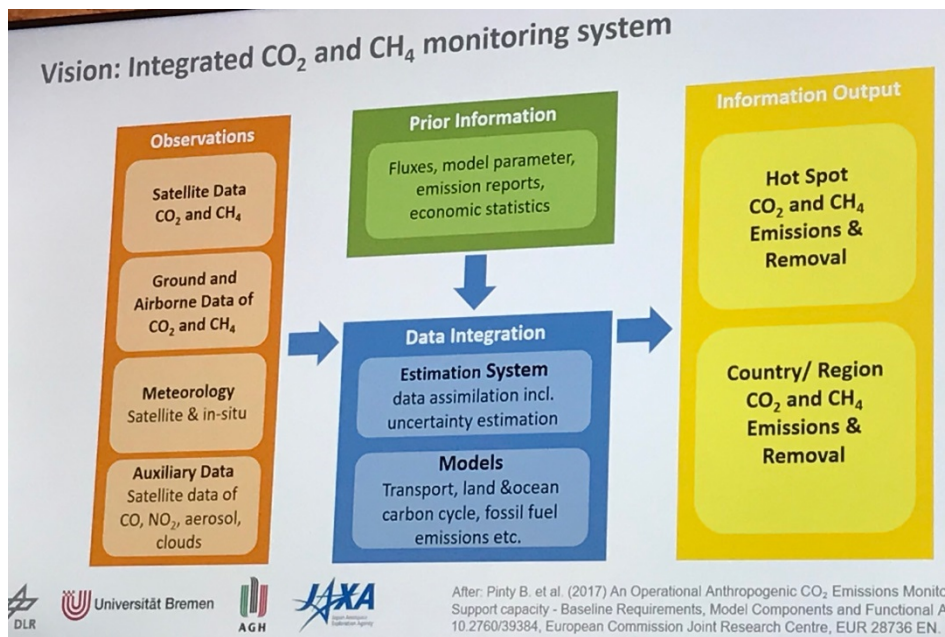 Vision: Integrated CO₂ and CH₄ monitoring system
Observations
Satellite Data
CO₂ and CH₄
Ground and
Airborne Data of
CO₂ and CH₄
Meteorology
Satellite & in-situ
Auxiliary Data
Satellite data of
CO, NO₂, aerosol,
clouds
Prior Information
Fluxes, model parameter,
emission reports,
economic statistics
Data Integration
Estimation System
data assimilation incl.
uncertainty estimation
Models
Transport, land &ocean
carbon cycle, fossil fuel
emissions etc.
Information Output
Hot Spot
CO₂ and CH₄
Emissions &
Removal
Country/ Region
CO₂ and CH₄
Emissions &
Removal
DLR
Universität Bremen
AGH
JAXA
Japan Aerospace Exploration Agency
After: Pinty B. et al. (2017) An Operational Anthropogenic CO₂ Emissions Monito
Support capacity - Baseline Requirements, Model Components and Functional A
10.2760/39384, European Commission Joint Research Centre, EUR 28736 EN